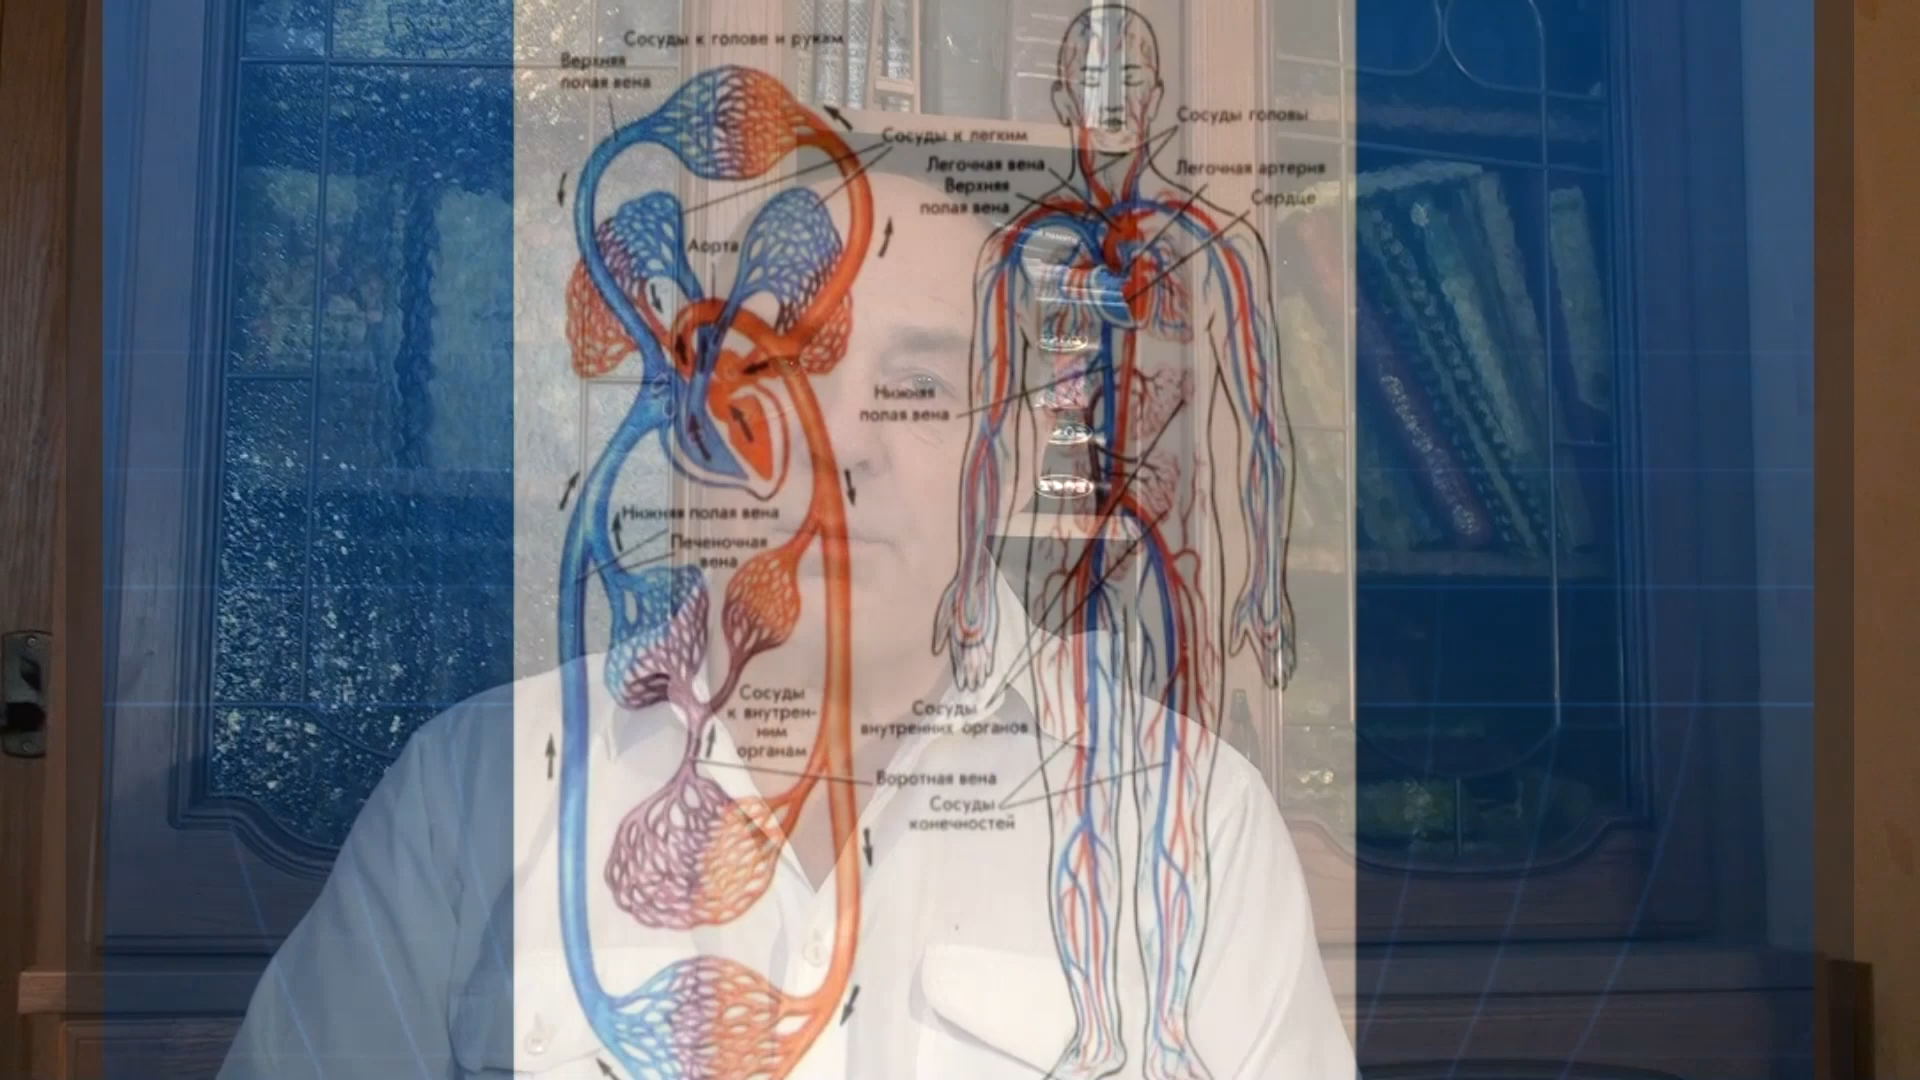 Сосуды к голове и рукам
Верхняя
полая вена
Сосуды к легким
Аорта
Нижняя полая вена
Печеночная
вена
Сосуды
к внутрен-
ним
органам
Воротная вена
Сосуды головы
Легочная вена
Легочная артерия
Верхняя
полая вена
Сердце
Нижняя
полая вена
Сосуды
внутренних органов
Сосуды
конечностей